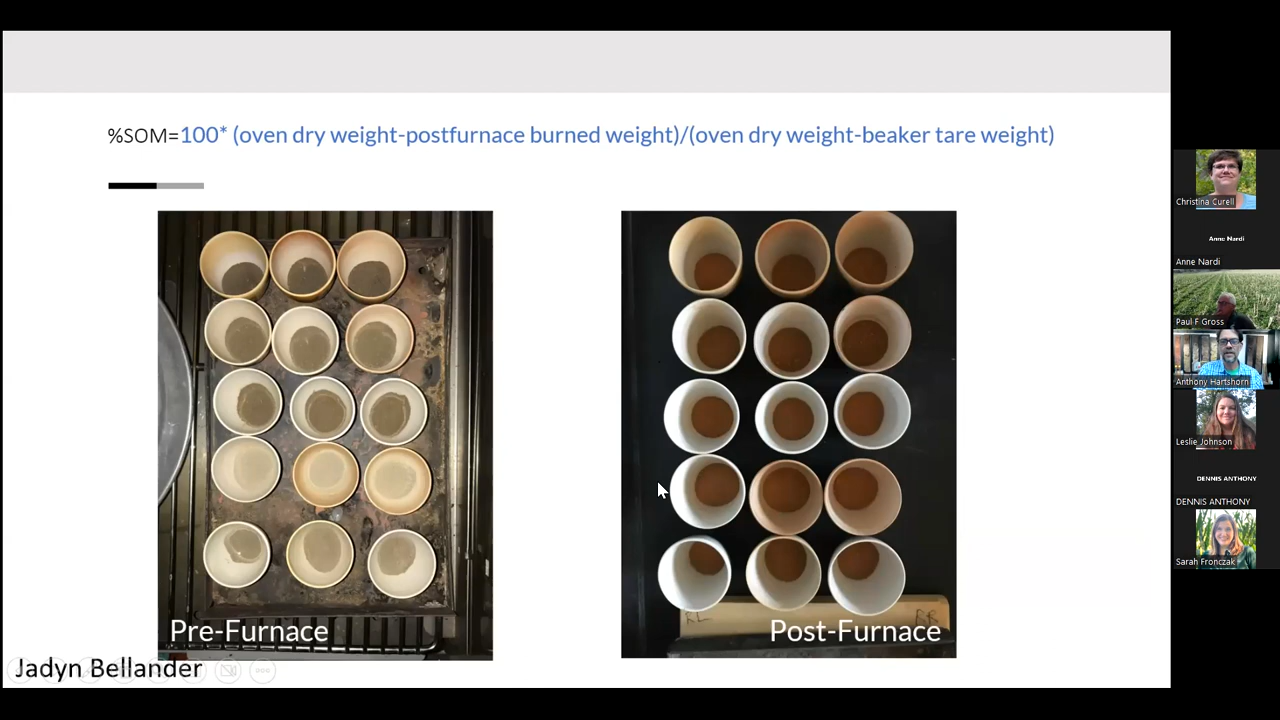 %SOM=100* (oven dry weight-postfurnace burned weight)/(oven dry weight-beaker tare weight)
Pre-Furnace
Post-Furnace
RL
RR
Jadyn Bellander
Christina Curell
Anne Nardi
Anne Nardi
Paul F Gross
Anthony Hartshorn
Leslie Johnson
DENNIS ANTHONY
DENNIS ANTHONY
Sarah Fronczak